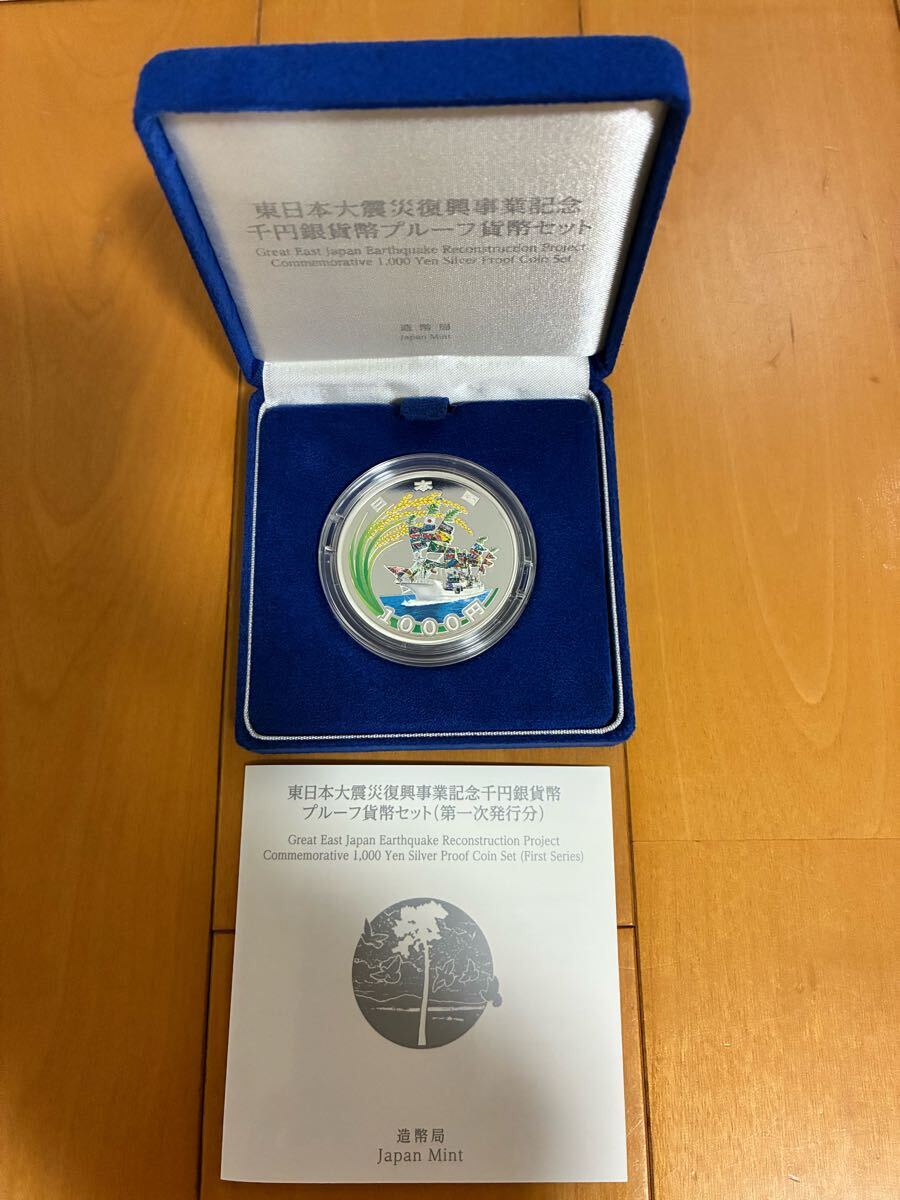 東日本大震災復興事業記念
千円銀貨幣プルーフ貨幣セット
Great East Japan Earthquake Reconstruction Project
Commemorative 1,000 Yen Silver Proof Coin Set
造幣局
Japan Mint
日本国
1000円
東日本大震災復興事業記念千円銀貨幣
プルーフ貨幣セット(第一次発行分)
Great East Japan Earthquake Reconstruction Project
Commemorative 1,000 Yen Silver Proof Coin Set (First Series)
造幣局
Japan Mint